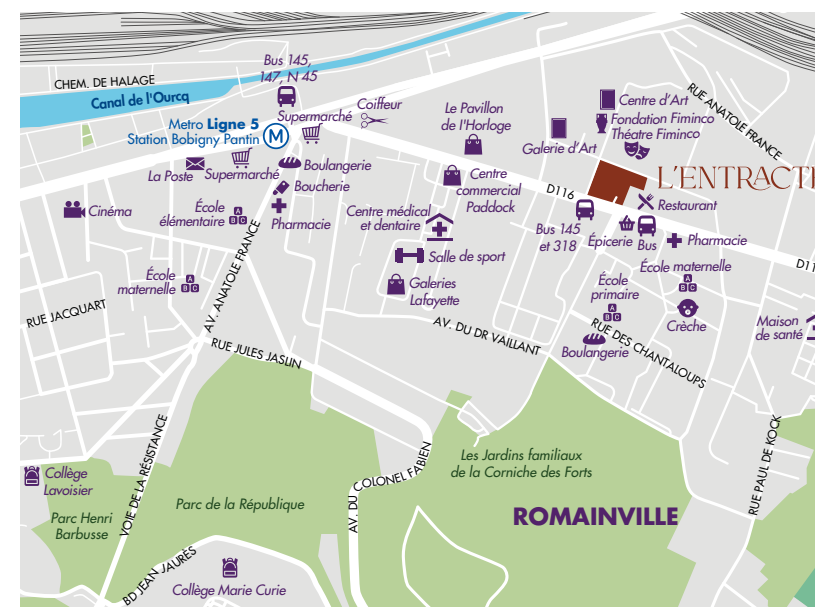 Bus 145,
147, N 45
CHEM. DE HALAGE
Canal de l'Ourcq
Metro Ligne 5
Station Bobigny Pantin
M
Supermarché
Coiffeur
Le Pavillon
de l'Horloge
Galerie d'Art
Centre d'Art
Fondation Fiminco
Théatre Fiminco
RUE ANATOLE FRANCE
La Poste
Supermarché
Boulangerie
Boucherie
Pharmacie
Centre
commercial
Paddock
D116
L'ENTRACTE
Restaurant
Cinéma
École
élémentaire
A
B C
Centre médical
et dentaire
Bus 145
et 318
Épicerie
Bus
Pharmacie
Salle de sport
École
maternelle
A
B C
AV. ANATOLE FRANCE
Galeries
Lafayette
École
primaire
A
B C
École maternelle
A
B C
D11
Crèche
Maison
de santé
RUE JACQUART
RUE JULES JASLIN
AV. DU DR VAILLANT
Boulangerie
RUE DES CHANTALOUPS
Collège
Lavoisier
Parc Henri
Barbusse
VOIE DE LA RÉSISTANCE
Parc de la République
AV. DU COLONEL FABIEN
Les Jardins familiaux
de la Corniche des Forts
ROMAINVILLE
RUE PAUL DE KOCK
BD JEAN JAURÈS
Collège Marie Curie